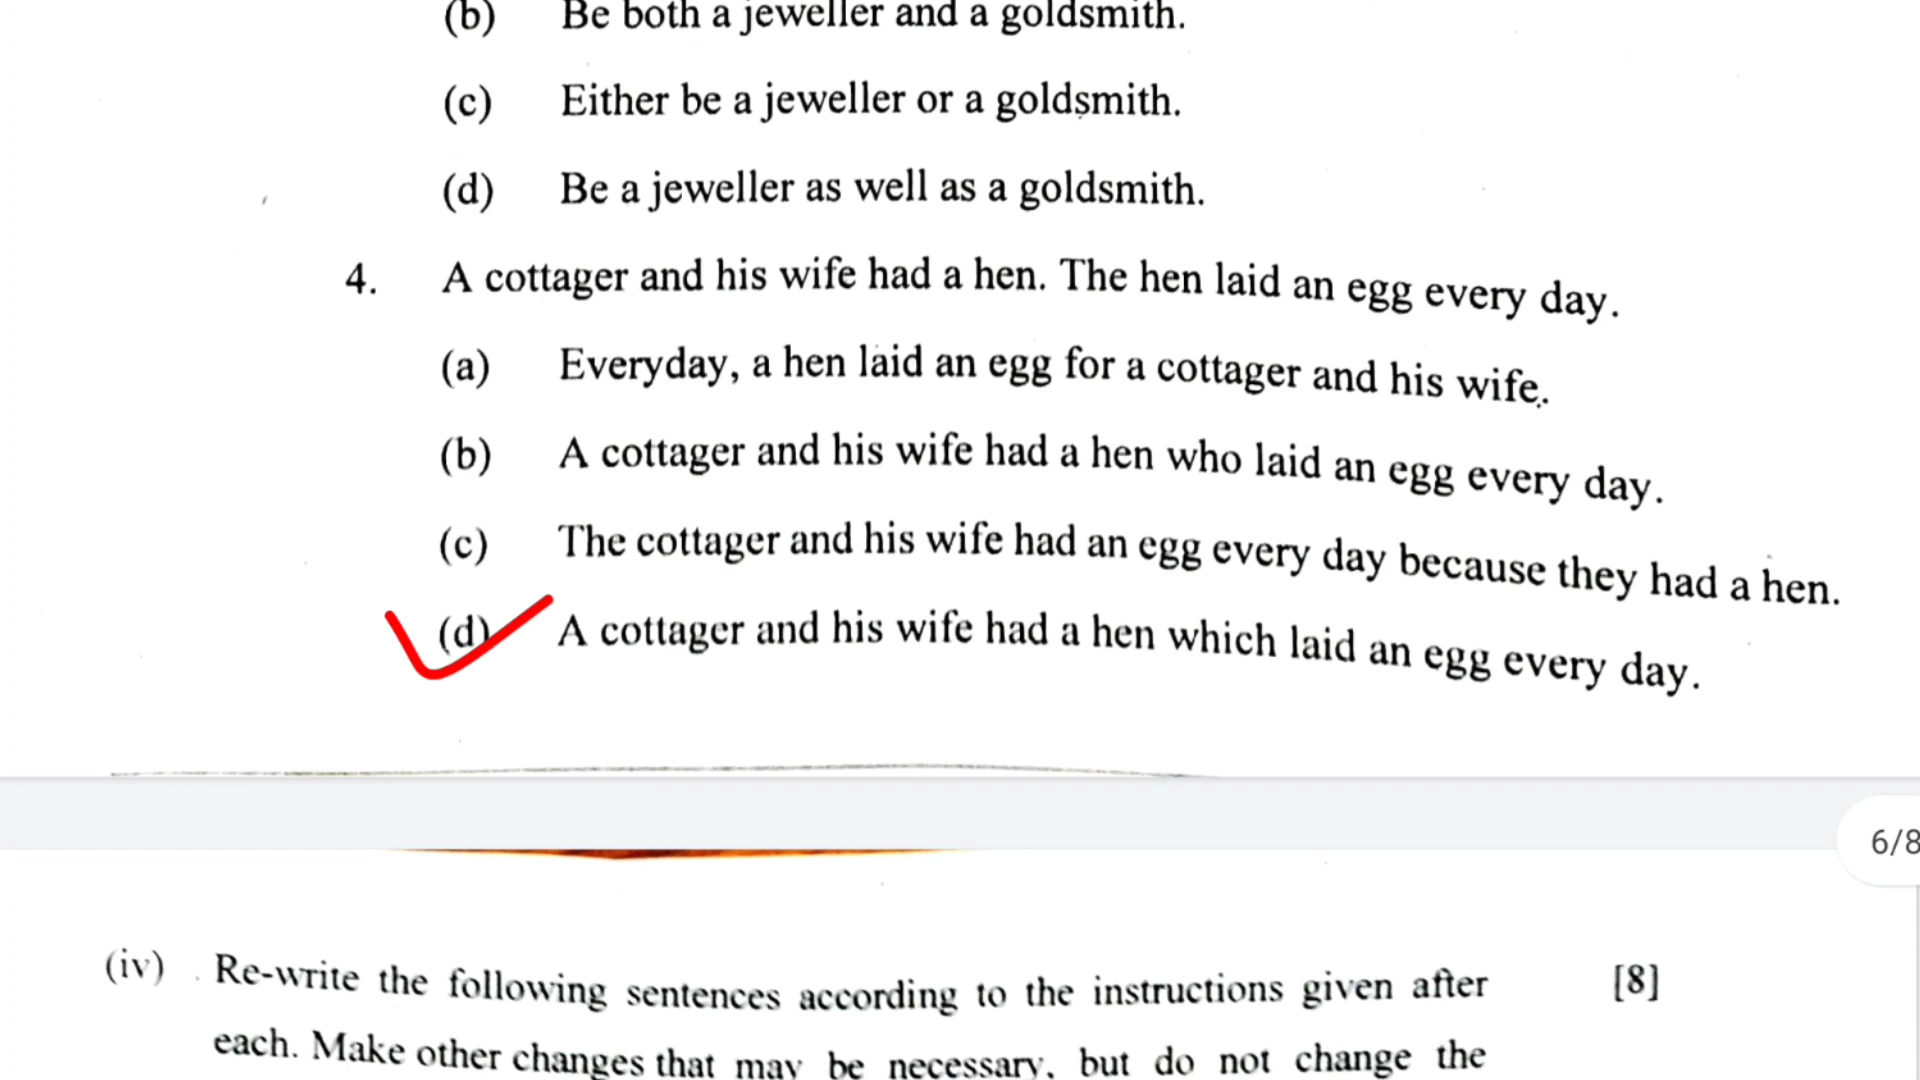 (b) Be both a jeweller and a goldsmith.
(c) Either be a jeweller or a goldsmith.
(d) Be a jeweller as well as a goldsmith.
4. A cottager and his wife had a hen. The hen laid an egg every day.
(a) Everyday, a hen laid an egg for a cottager and his wife.
(b) A cottager and his wife had a hen who laid an egg every day.
(c) The cottager and his wife had an egg every day because they had a hen.
(d) A cottager and his wife had a hen which laid an egg every day.
6/8
(iv) Re-write the following sentences according to the instructions given after [8]
each. Make other changes that may be necessary, but do not change the